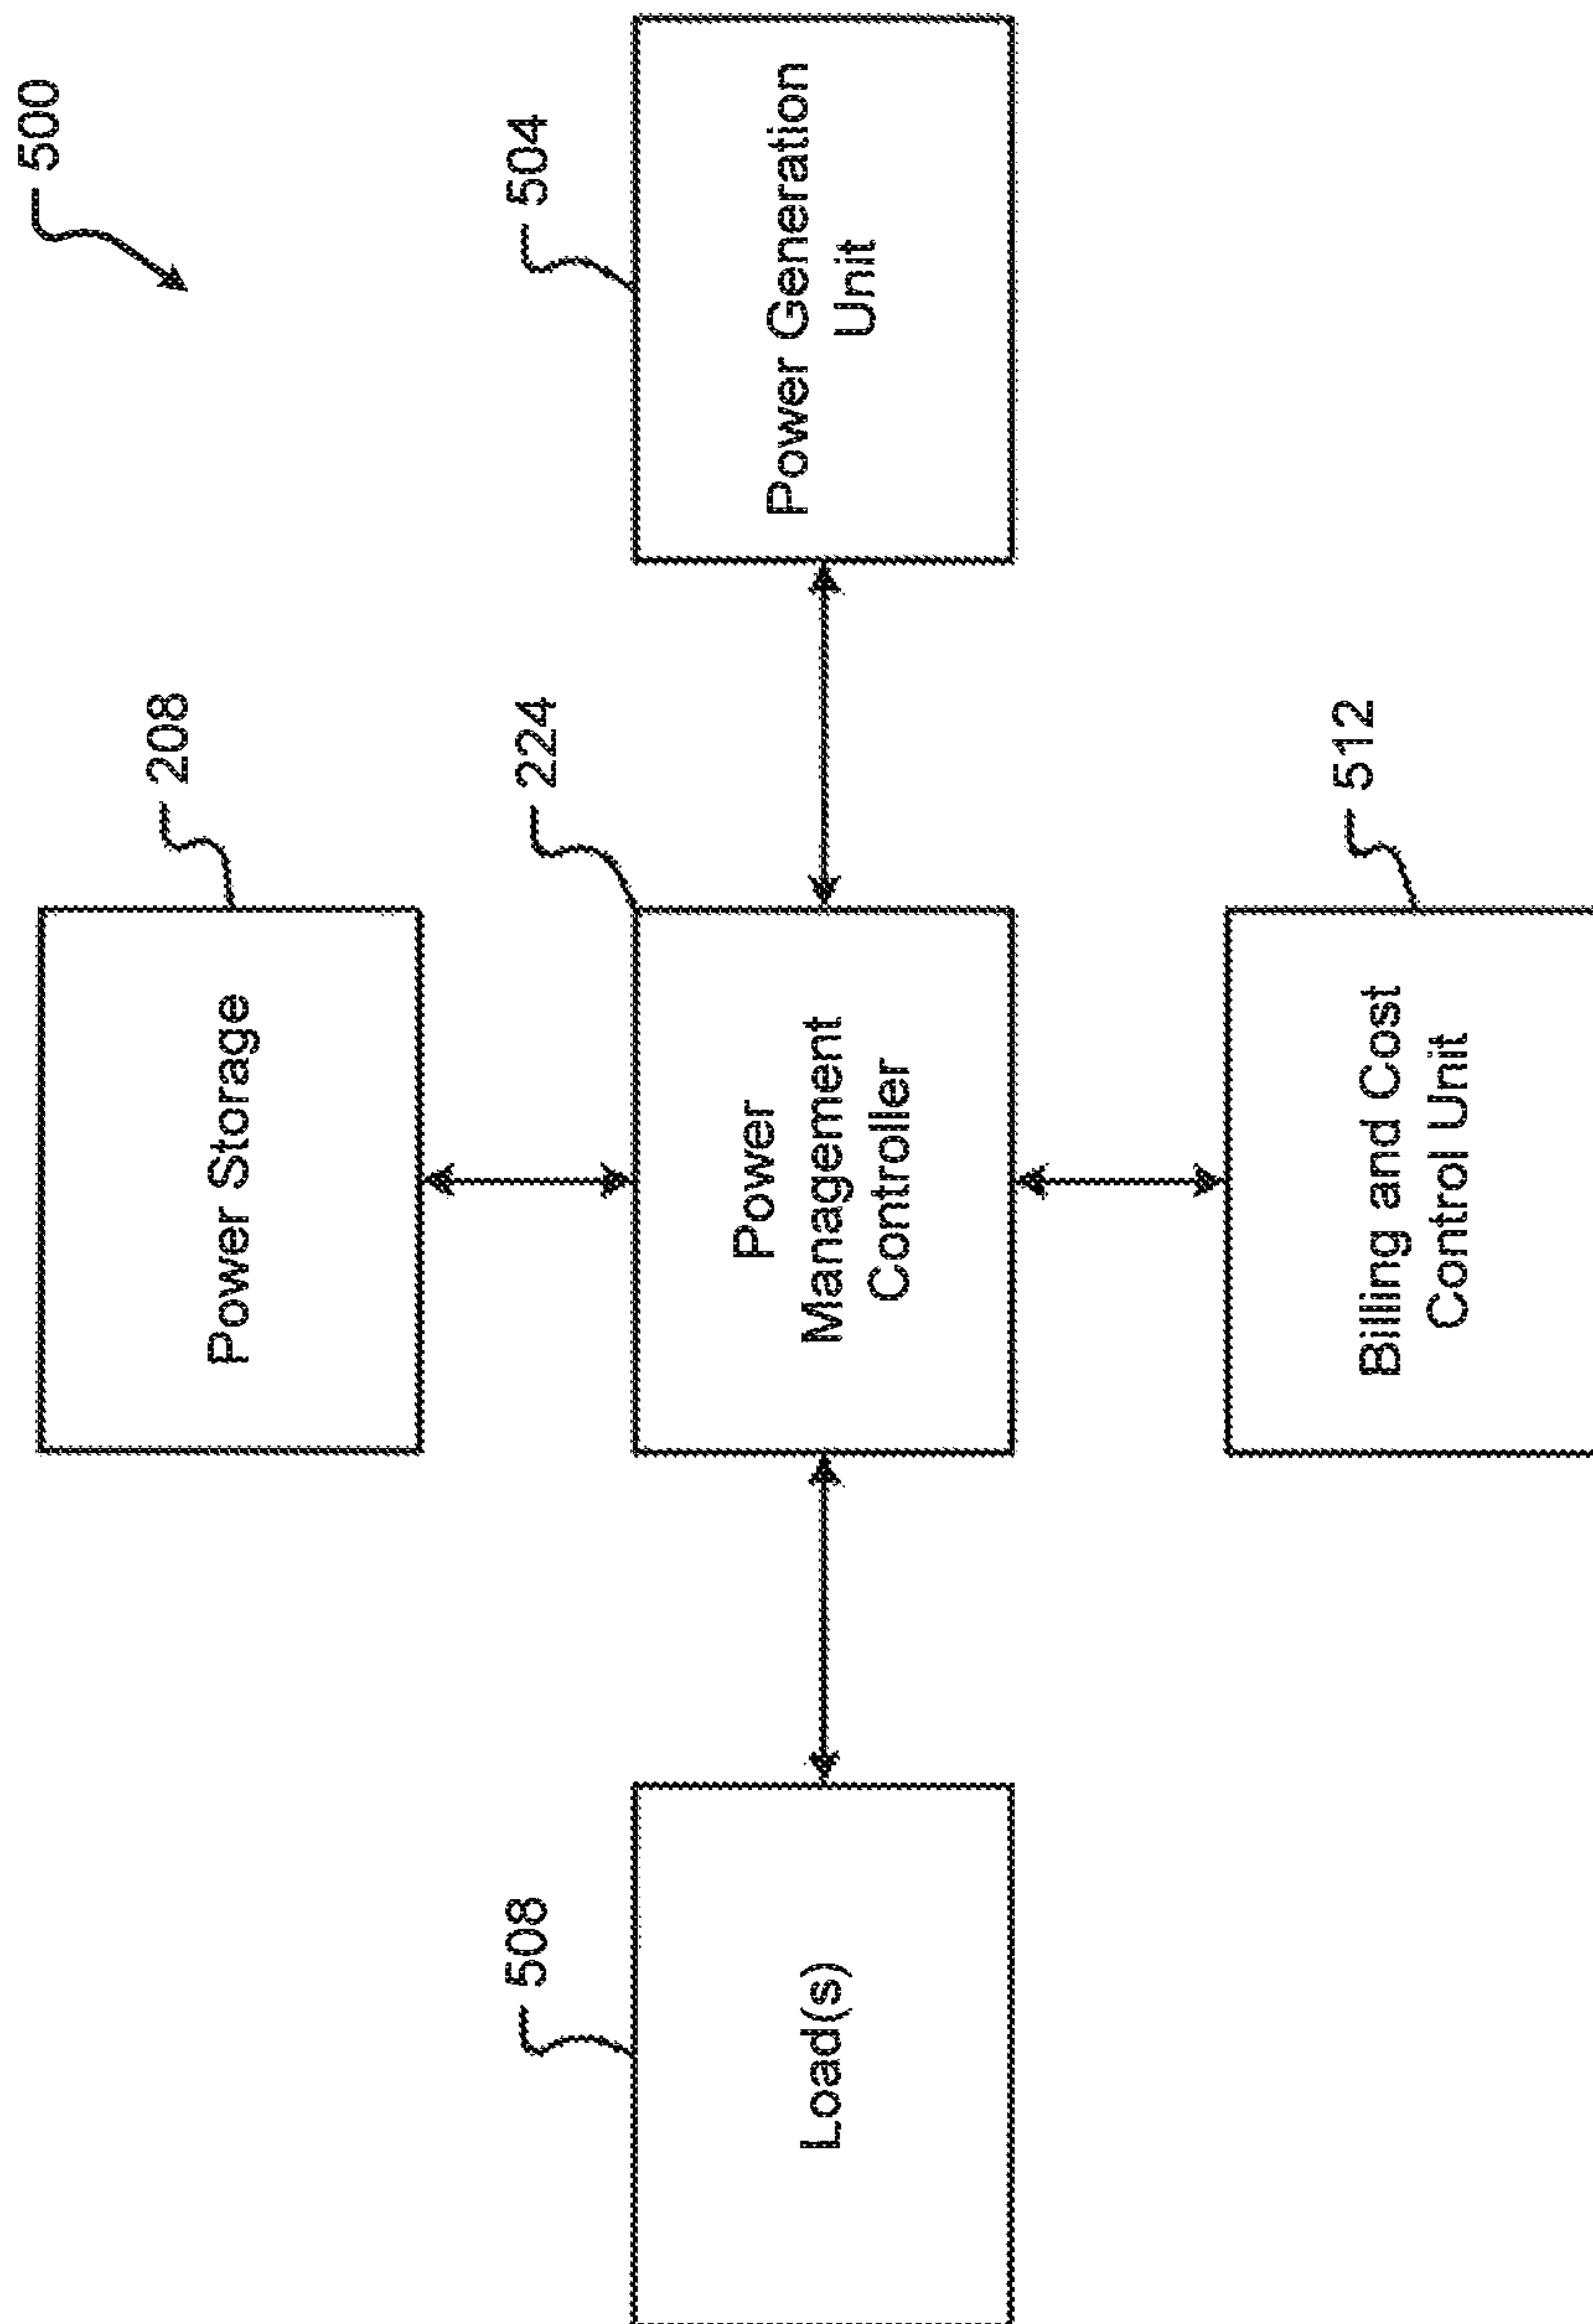 500
208
Power Storage
508
224
504
Load(s)
Power
Management
Controller
Power Generation
Unit
512
Billing and Cost
Control Unit